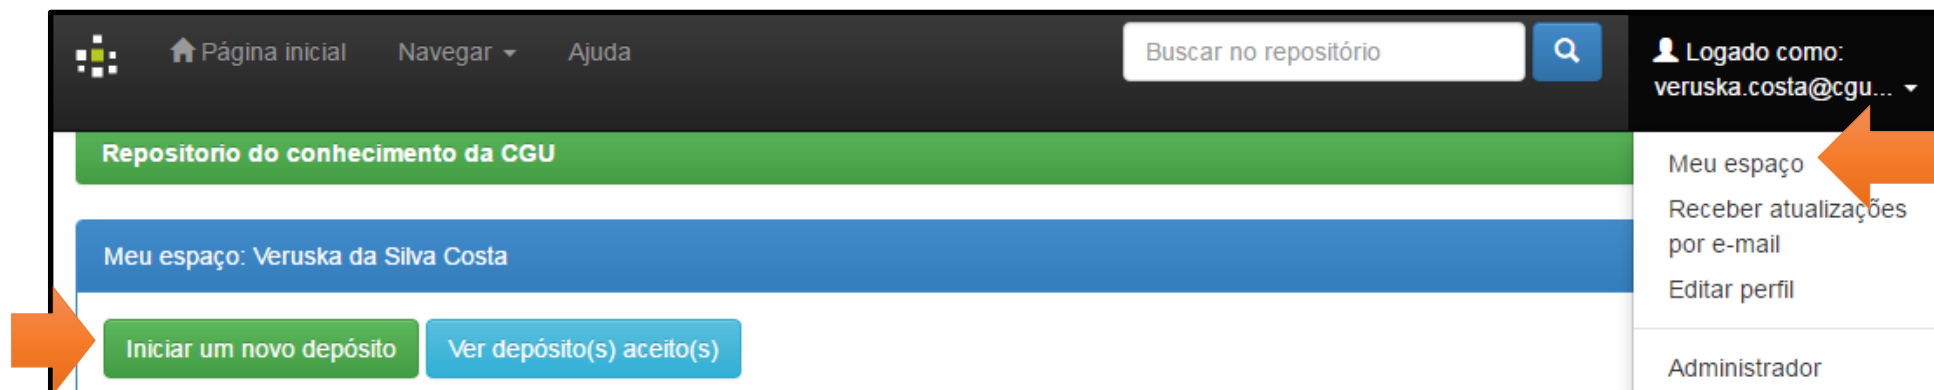 Página inicial
Navegar
Ajuda
Buscar no repositório
Logado como:
veruska.costa@cgu...
Repositorio do conhecimento da CGU
Meu espaço
Receber atualizações
por e-mail
Editar perfil
Administrador
Meu espaço: Veruska da Silva Costa
Iniciar um novo depósito
Ver depósito(s) aceito(s)